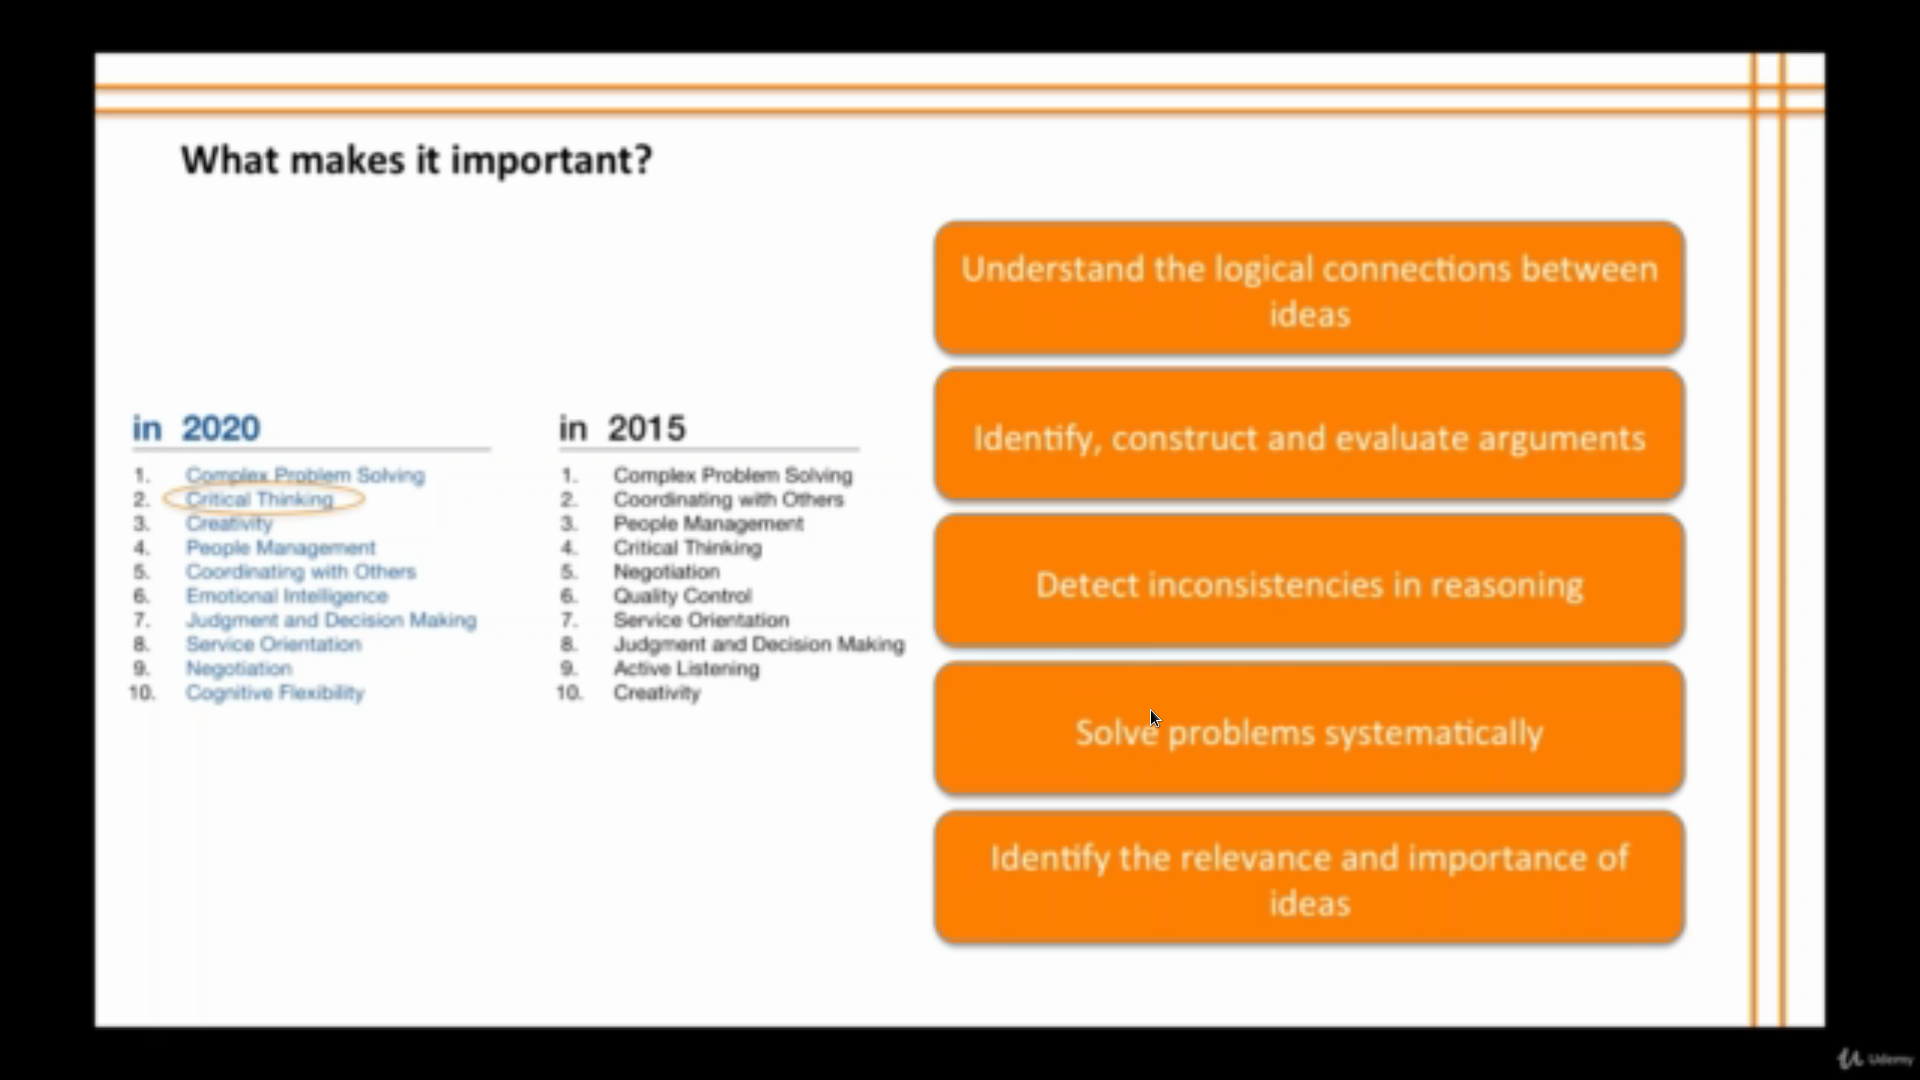 What makes it important?
in 2020
1. Complex Problem Solving
2. Critical Thinking
3. Creativity
4. People Management
5. Coordinating with Others
6. Emotional Intelligence
7. Judgment and Decision Making
8. Service Orientation
9. Negotiation
10. Cognitive Flexibility
in 2015
1. Complex Problem Solving
2. Coordinating with Others
3. People Management
4. Critical Thinking
5. Negotiation
6. Quality Control
7. Service Orientation
8. Judgment and Decision Making
9. Active Listening
10. Creativity
Understand the logical connections between
ideas
Identify, construct and evaluate arguments
Detect inconsistencies in reasoning
Solve problems systematically
Identify the relevance and importance of
ideas
Udemy